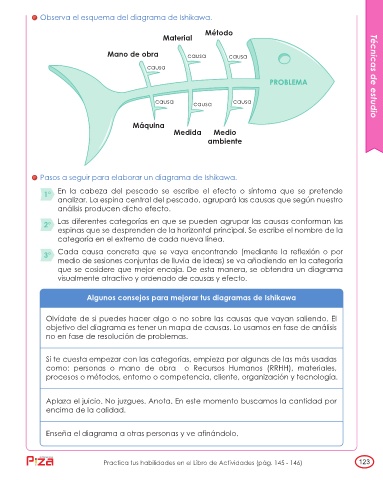 Observa el esquema del diagrama de Ishikawa.
Método
Material
Mano de obra
causa
causa
causa
PROBLEMA
causa
causa
causa
Máquina
Medida
Medio
ambiente
Técnicas de estudio
Pasos a seguir para elaborar un diagrama de Ishikawa.
1° En la cabeza del pescado se escribe el efecto o síntoma que se pretende
analizar. La espina central del pescado, agrupará las causas que según nuestro
análisis producen dicho efecto.
2° Las diferentes categorías en que se pueden agrupar las causas conforman las
espinas que se desprenden de la horizontal principal. Se escribe el nombre de la
categoría en el extremo de cada nueva línea.
3° Cada causa concreta que se vaya encontrando (mediante la reflexión o por
medio de sesiones conjuntas de lluvia de ideas) se va añadiendo en la categoría
que se cosidere que mejor encaja. De esta manera, se obtendra un diagrama
visualmente atractivo y ordenado de causas y efecto.
Algunos consejos para mejorar tus diagramas de Ishikawa
Olvídate de si puedes hacer algo o no sobre las causas que vayan saliendo. El
objetivo del diagrama es tener un mapa de causas. Lo usamos en fase de análisis
no en fase de resolución de problemas.
Si te cuesta empezar con las categorías, empieza por algunas de las más usadas
como: personas o mano de obra o Recursos Humanos (RRHH), materiales,
procesos o métodos, entorno o competencia, cliente, organización y tecnología.
Aplaza el juicio. No juzgues. Anota. En este momento buscamos la cantidad por
encima de la calidad.
Enseña el diagrama a otras personas y ve afinándolo.
Practica tus habilidades en el Libro de Actividades (pág. 145 - 146)
123